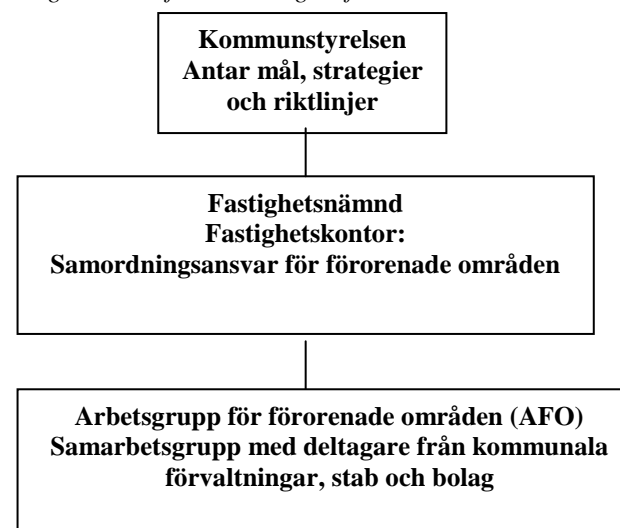 Kommunstyrelsen
Antar mål, strategier
och riktlinjer
Fastighetsnämnd
Fastighetskontor:
Samordningsansvar för förorenade områden
Arbetsgrupp för förorenade områden (AFO)
Samarbetsgrupp med deltagare från kommunala
förvaltningar, stab och bolag